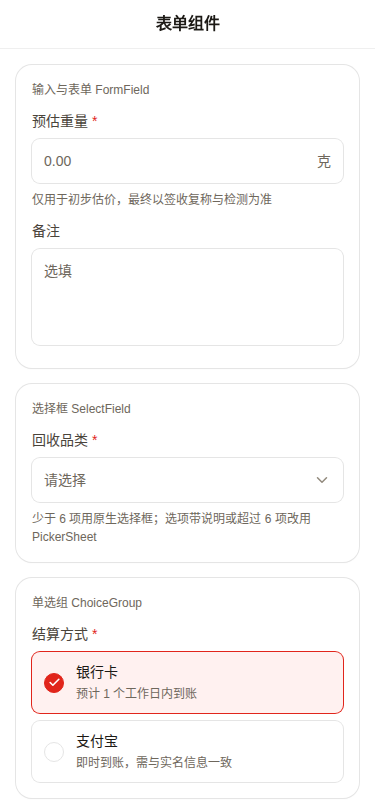 表单组件
输入与表单 FormField
预估重量 *
0.00 克
仅用于初步估价，最终以签收复称与检测为准
备注
选填
选择框 SelectField
回收品类 *
请选择
少于 6 项用原生选择框；选项带说明或超过 6 项改用
PickerSheet
单选组 ChoiceGroup
结算方式 *
银行卡
预计 1 个工作日内到账
支付宝
即时到账，需与实名信息一致